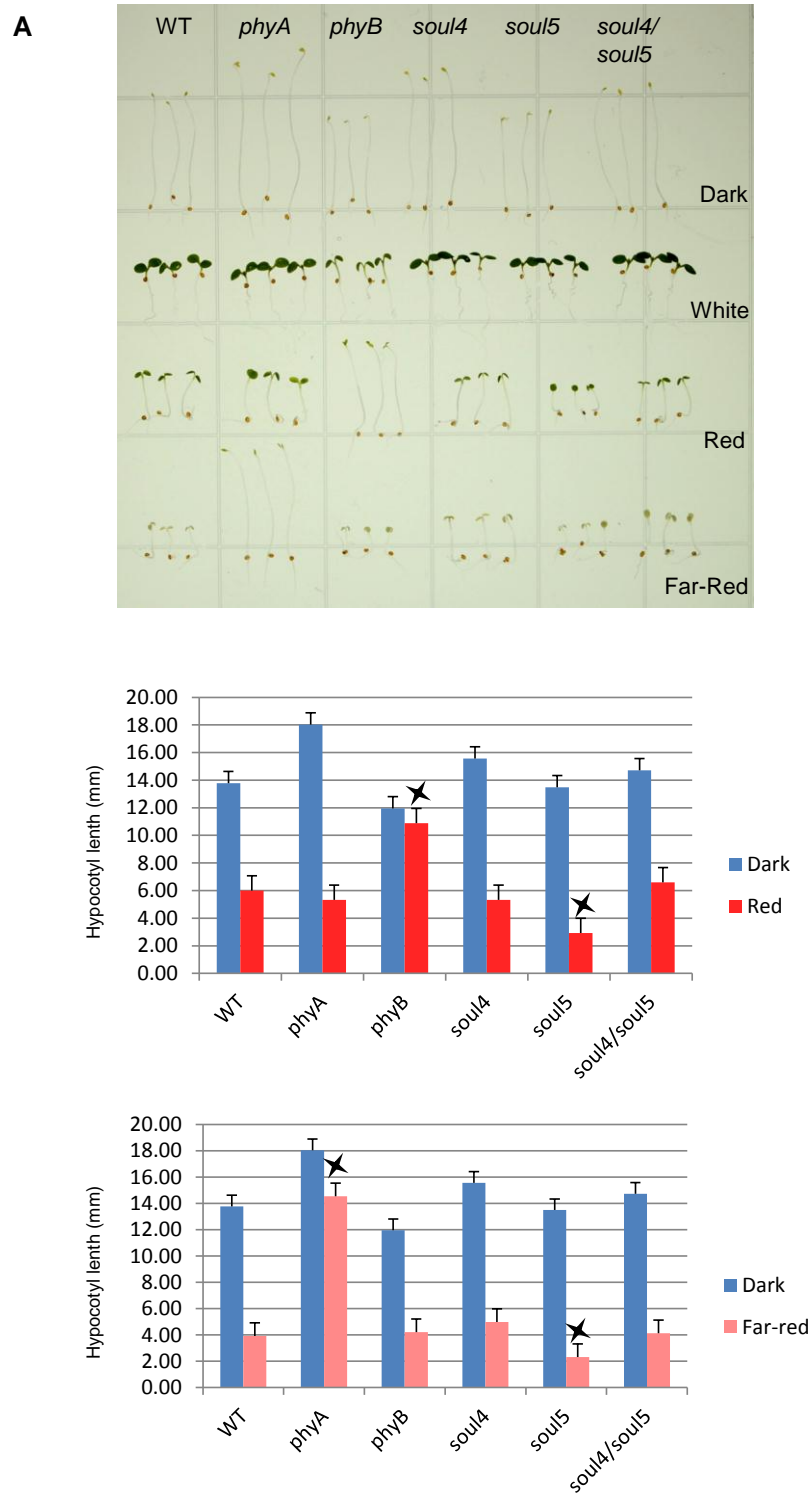 A
WT phyA phyB soul4 soul5 soul4/
soul5
Dark
White
Red
Far-Red
20.00
18.00
16.00
14.00
12.00
10.00
8.00
6.00
4.00
2.00
0.00
Hypocotyl lenth (mm)
WT phyA phyB soul4 soul5 soul4/soul5
Dark
Red
20.00
18.00
16.00
14.00
12.00
10.00
8.00
6.00
4.00
2.00
0.00
Hypocotyl lenth (mm)
WT phyA phyB soul4 soul5 soul4/soul5
Dark
Far-red